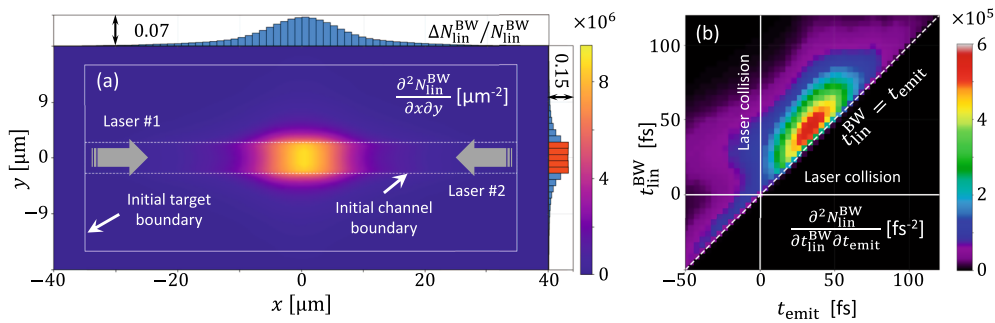 0.07
ΔN_lin^BW/N_lin^BW
×10⁶
(a)
∂²N_lin^BW/∂x∂y [μm⁻²]
0.15
Laser #1
Laser #2
Initial target
boundary
Initial channel
boundary
y [μm]
9
0
−9
−40
−20
0
20
40
x [μm]
8
6
4
2
0
(b)
×10⁵
Laser collision
t_lin^BW = t_emit
Laser collision
∂²N_lin^BW/∂t_lin^BW∂t_emit [fs⁻²]
t_lin^BW [fs]
100
50
0
−50
0
50
100
t_emit [fs]
6
5
4
3
2
1
0